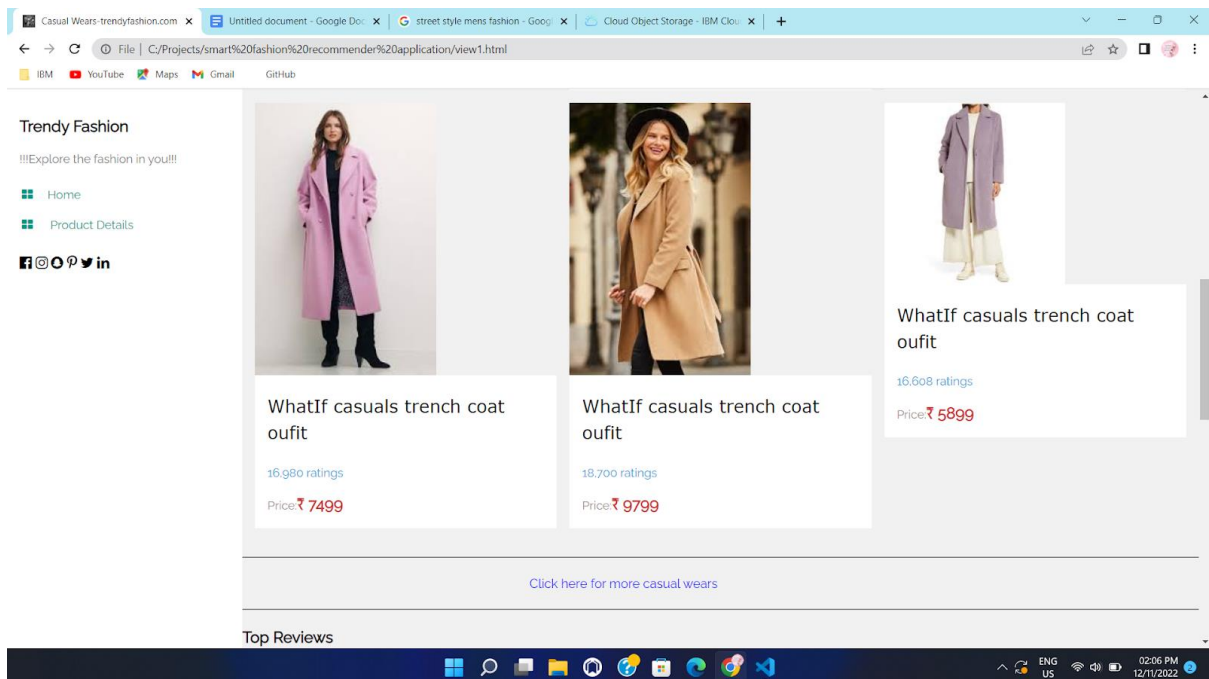 Casual Wears-trendyfashion.com
Untitled document - Google Doc
street style mens fashion - Googl
Cloud Object Storage - IBM Clou
File
C:/Projects/smart%20fashion%20recommender%20application/view1.html
IBM
YouTube
Maps
Gmail
GitHub
Trendy Fashion
!!!Explore the fashion in you!!!
Home
Product Details
WhatIf casuals trench coat
oufit
16,980 ratings
Price:₹ 7499
WhatIf casuals trench coat
oufit
18,700 ratings
Price:₹ 9799
WhatIf casuals trench coat
oufit
16,608 ratings
Price:₹ 5899
Click here for more casual wears
Top Reviews
ENG
US
02:06 PM
12/11/2022
2